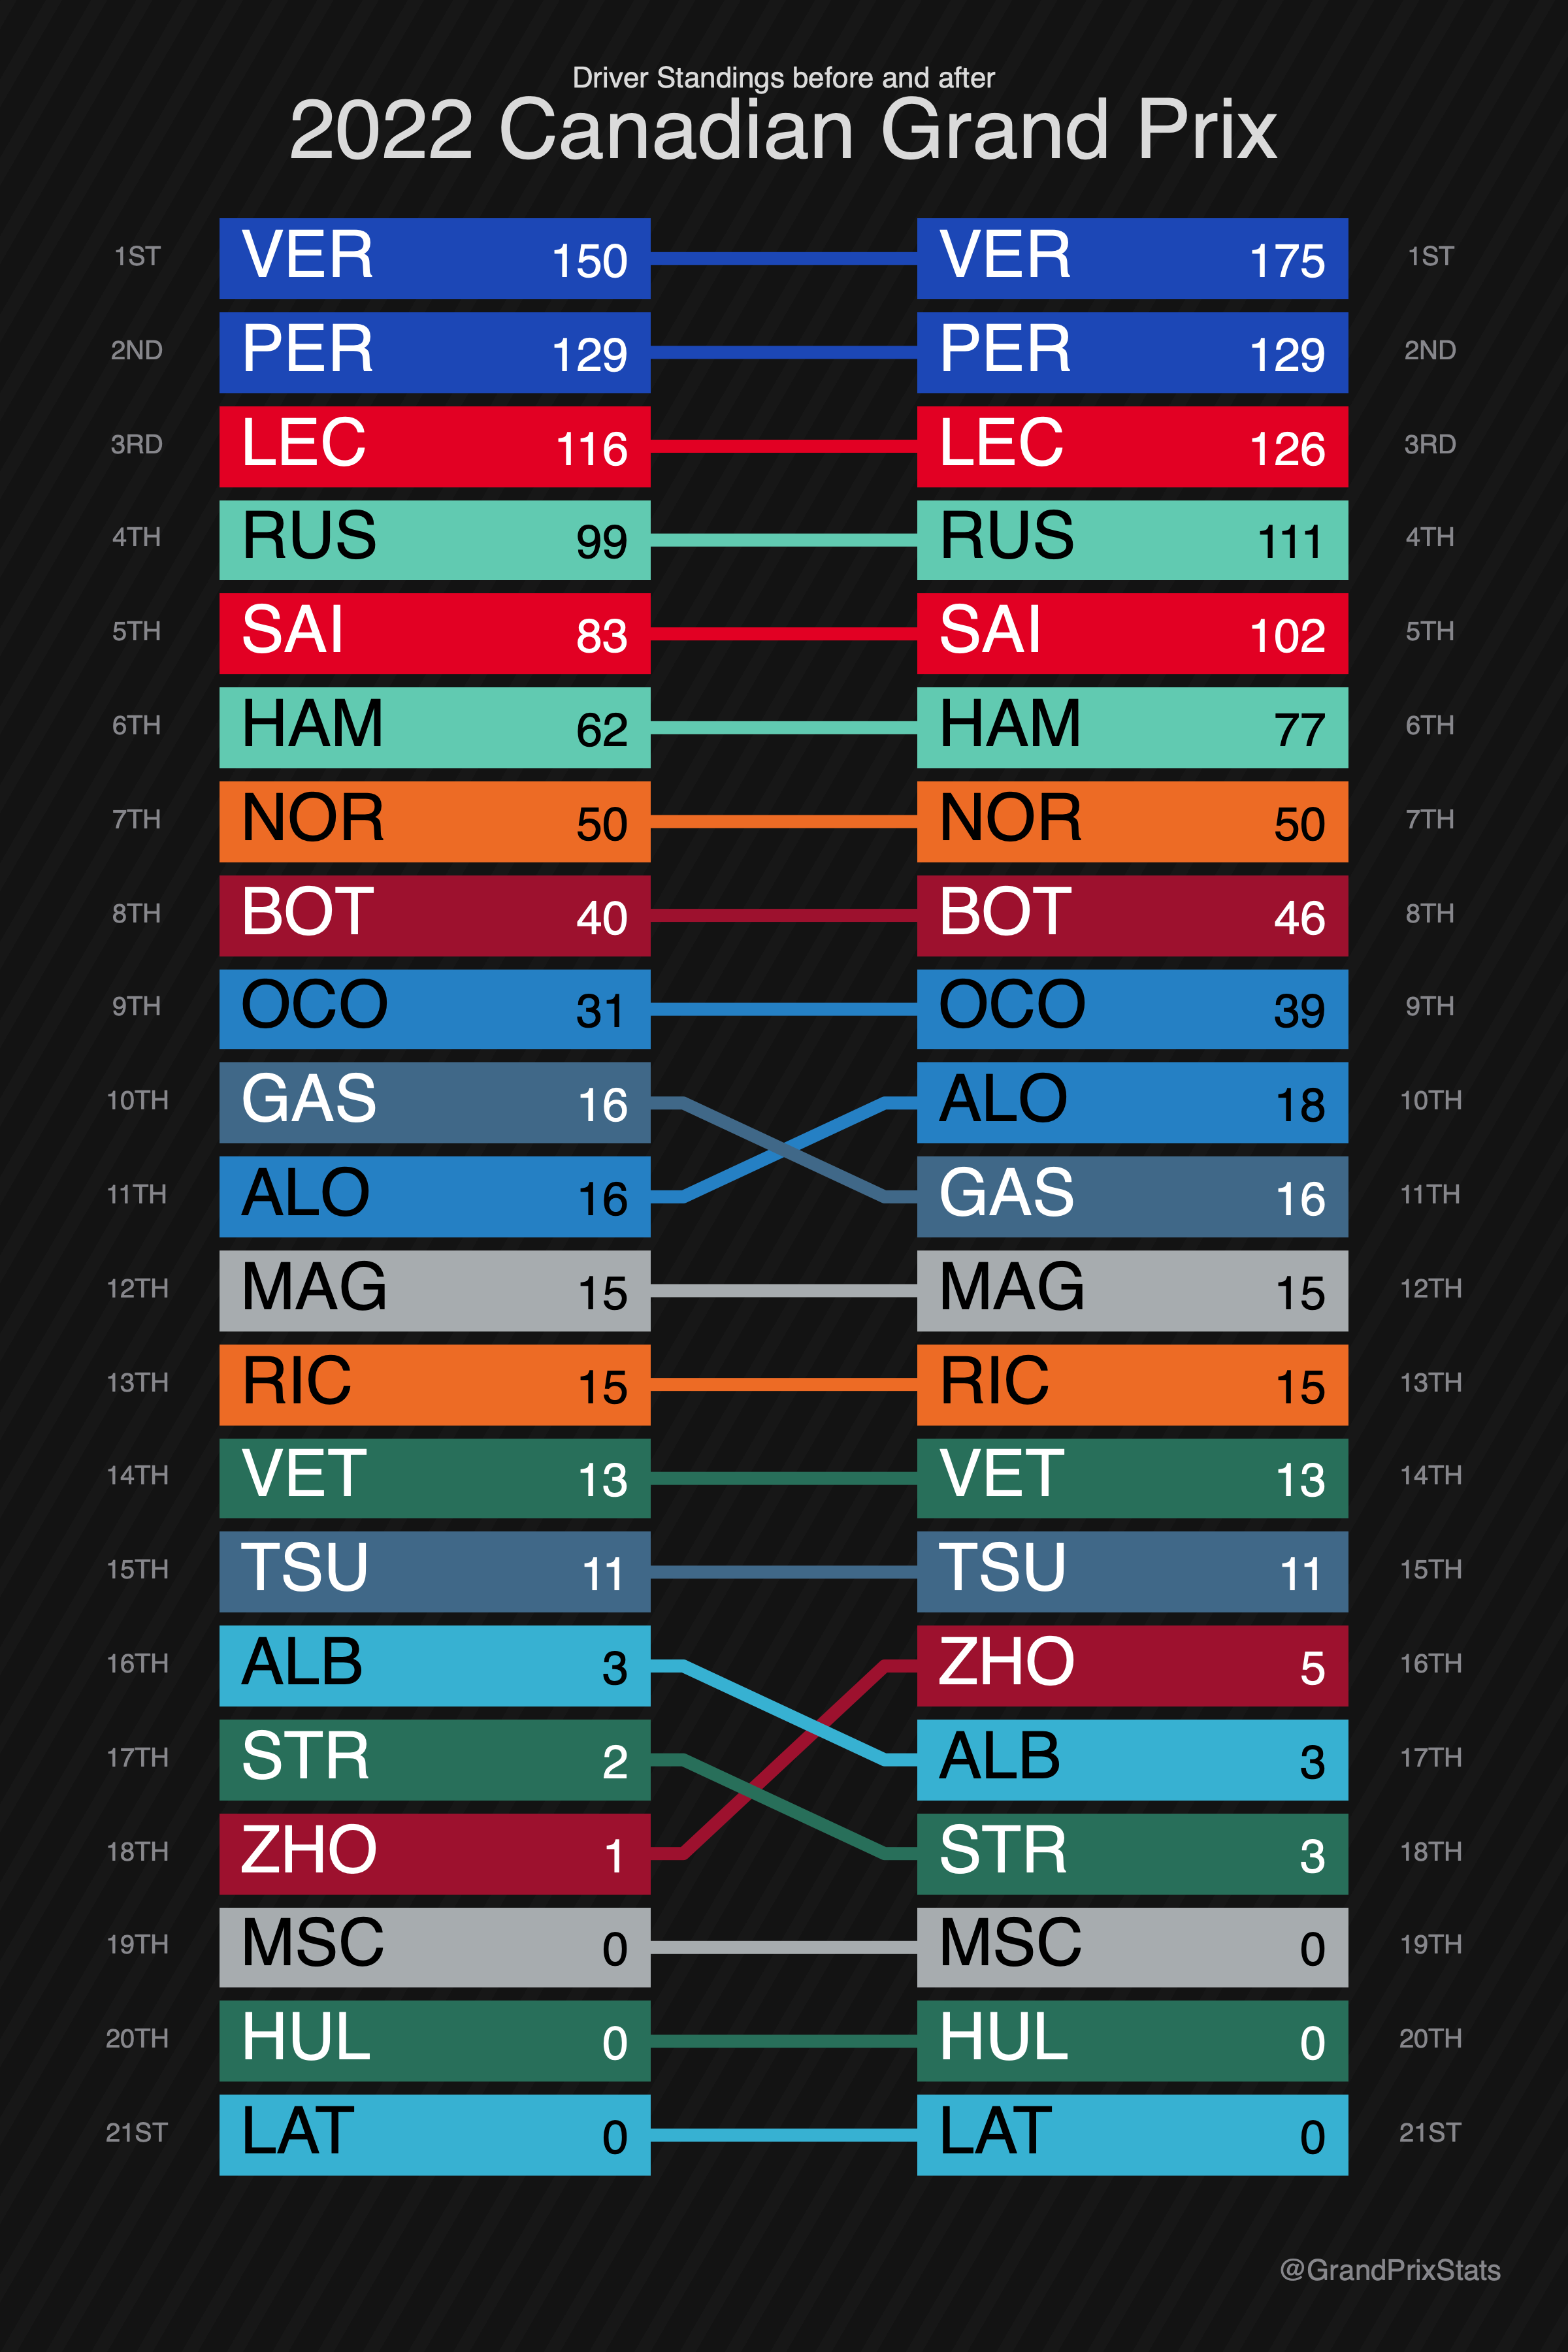 Driver Standings before and after
2022 Canadian Grand Prix
1ST VER 150 VER 175 1ST
2ND PER 129 PER 129 2ND
3RD LEC 116 LEC 126 3RD
4TH RUS 99 RUS 111 4TH
5TH SAI 83 SAI 102 5TH
6TH HAM 62 HAM 77 6TH
7TH NOR 50 NOR 50 7TH
8TH BOT 40 BOT 46 8TH
9TH OCO 31 OCO 39 9TH
10TH GAS 16 ALO 18 10TH
11TH ALO 16 GAS 16 11TH
12TH MAG 15 MAG 15 12TH
13TH RIC 15 RIC 15 13TH
14TH VET 13 VET 13 14TH
15TH TSU 11 TSU 11 15TH
16TH ALB 3 ZHO 5 16TH
17TH STR 2 ALB 3 17TH
18TH ZHO 1 STR 3 18TH
19TH MSC 0 MSC 0 19TH
20TH HUL 0 HUL 0 20TH
21ST LAT 0 LAT 0 21ST
@GrandPrixStats